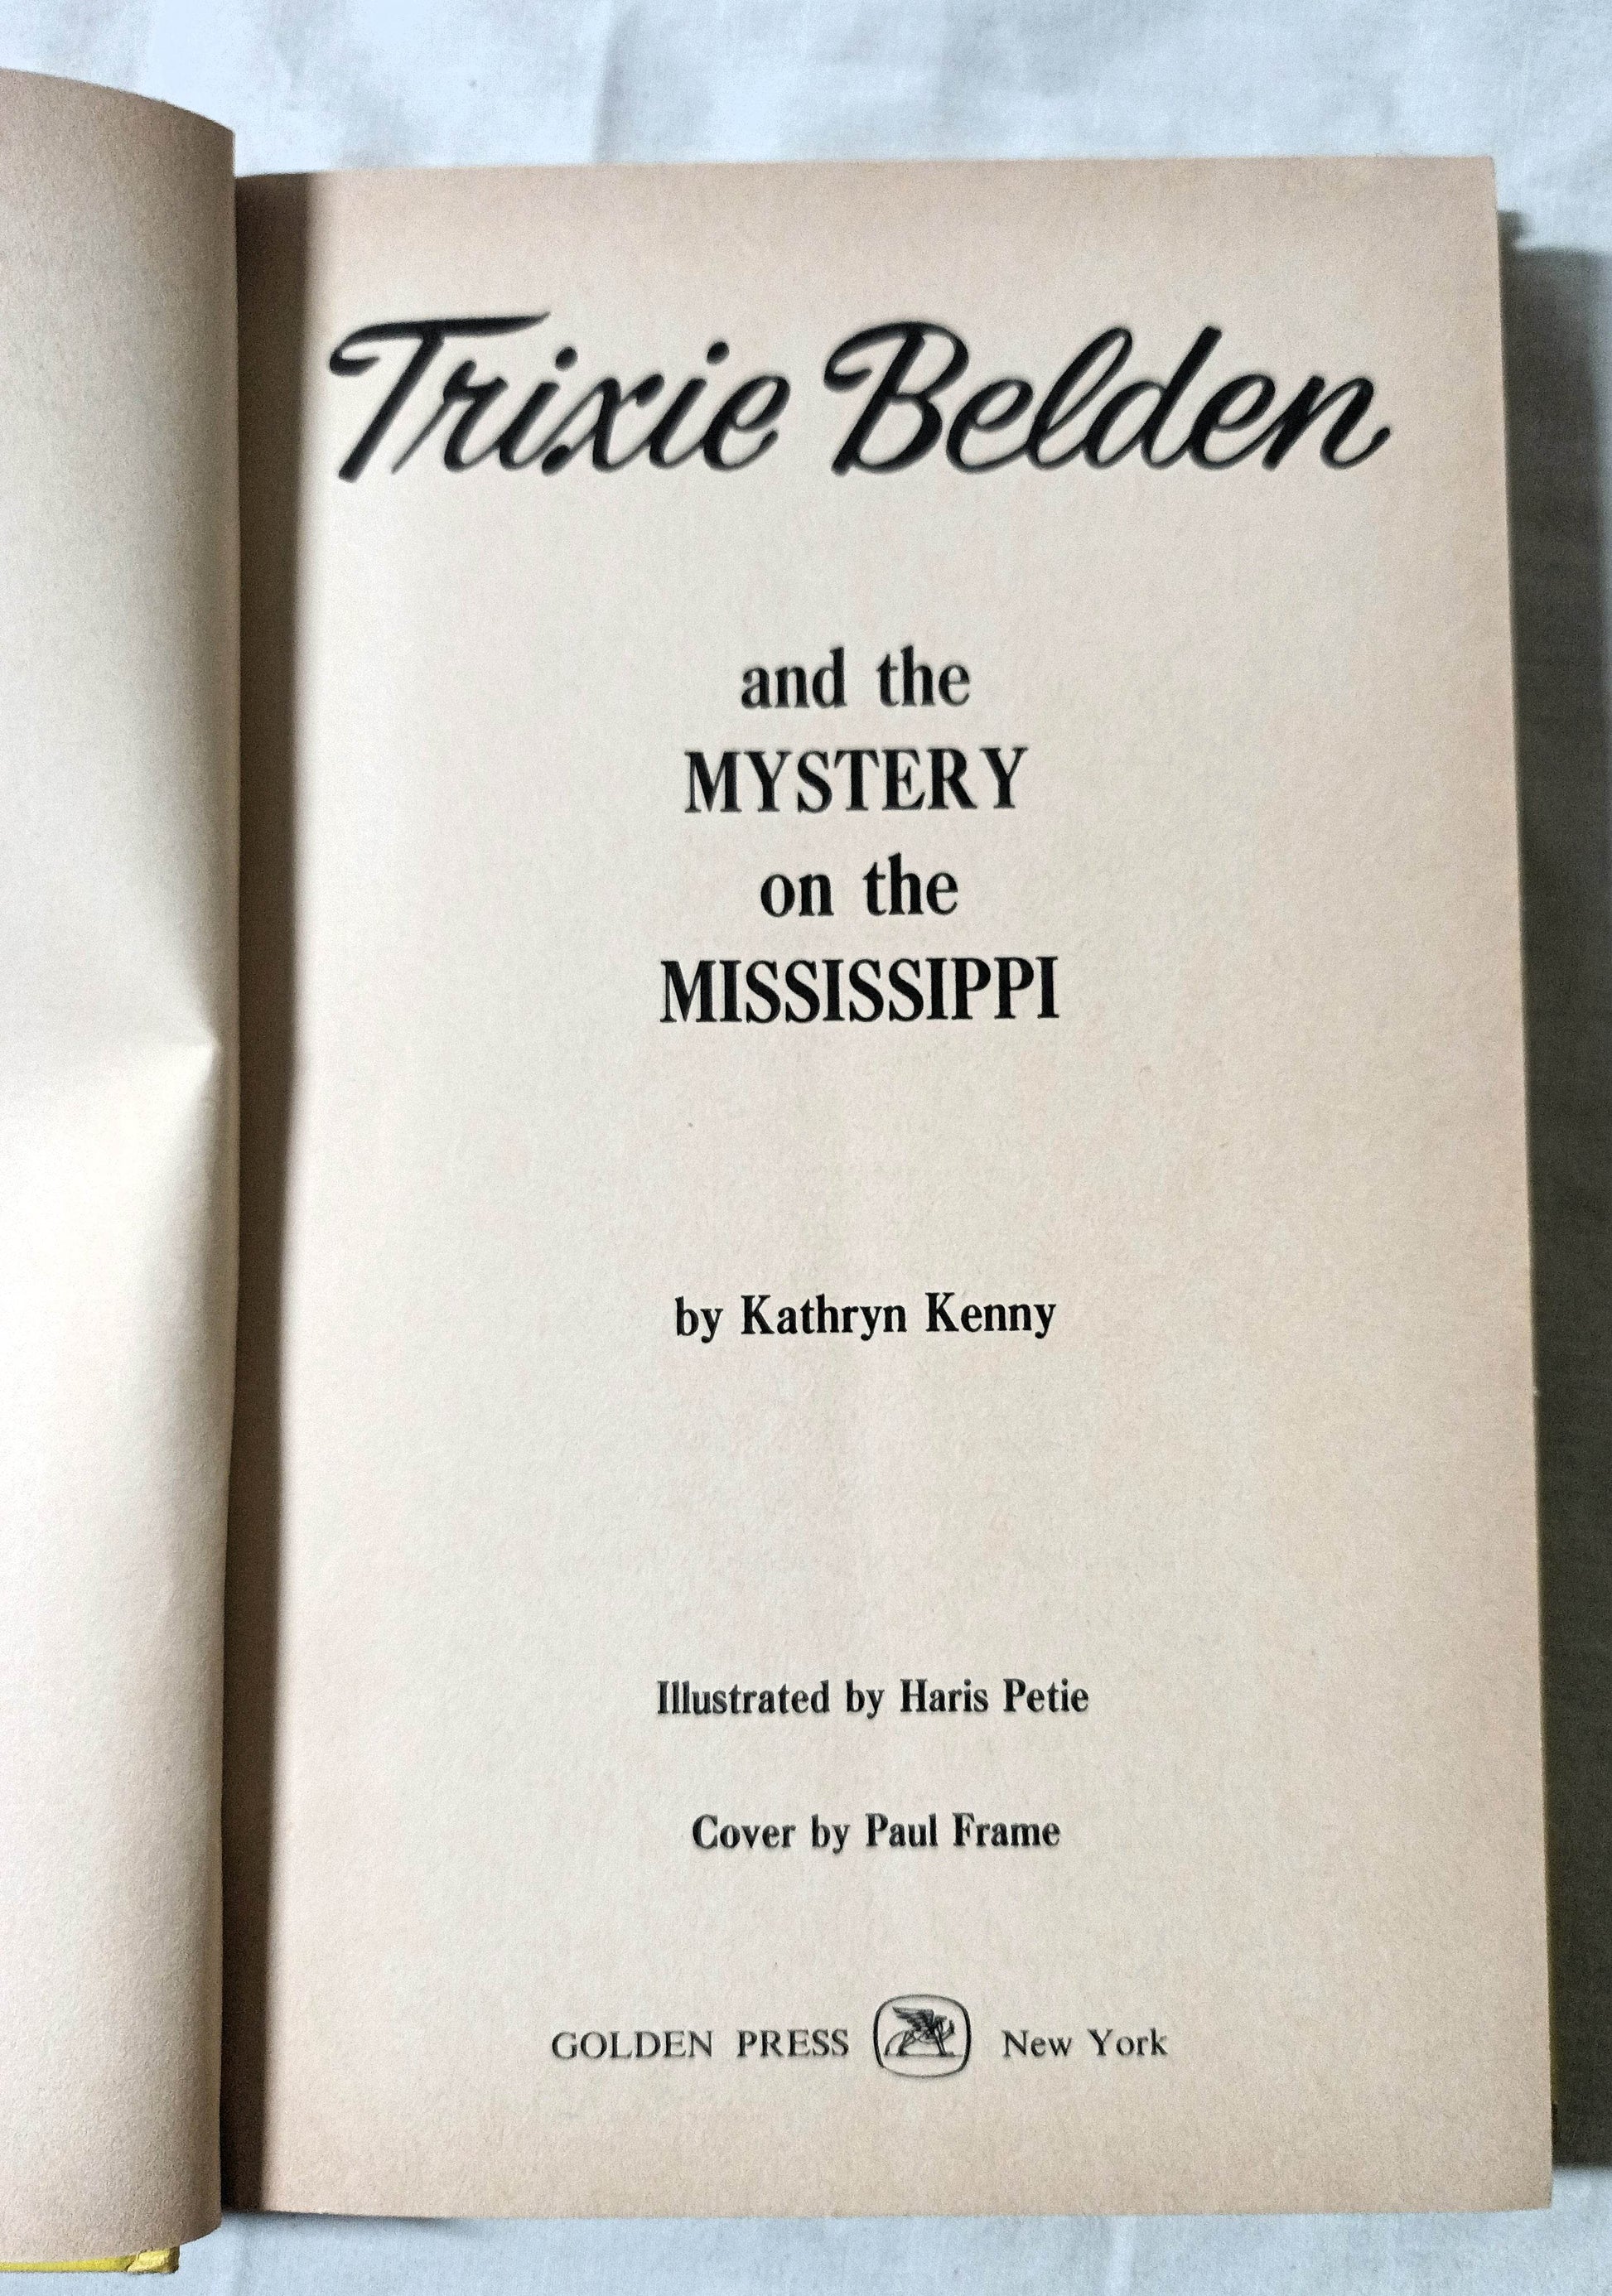 Trixie Belden
and the
MYSTERY
on the
MISSISSIPPI
by Kathryn Kenny
Illustrated by Haris Petie
Cover by Paul Frame
GOLDEN PRESS New York